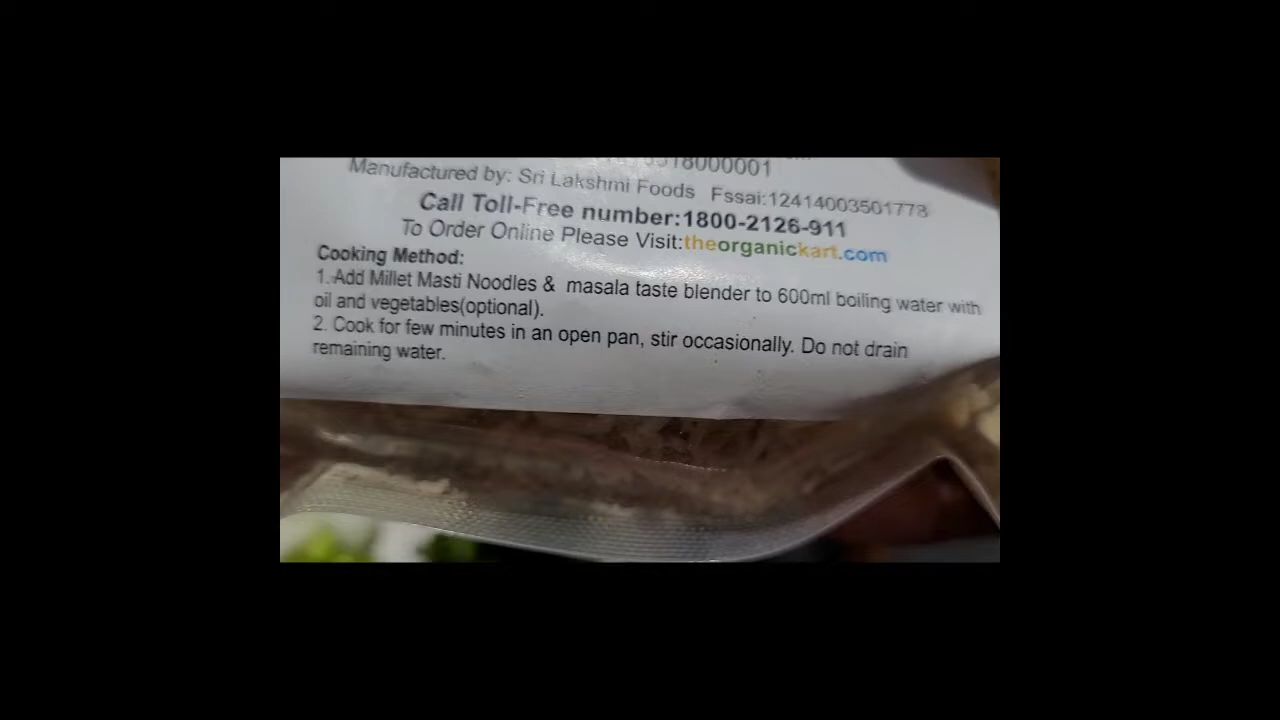 18000001
Manufactured by: Sri Lakshmi Foods Fssai:12414003501778
Call Toll-Free number:1800-2126-911
To Order Online Please Visit:theorganickart.com
Cooking Method:
1. Add Millet Masti Noodles & masala taste blender to 600ml boiling water with
oil and vegetables(optional).
2. Cook for few minutes in an open pan, stir occasionally. Do not drain
remaining water.